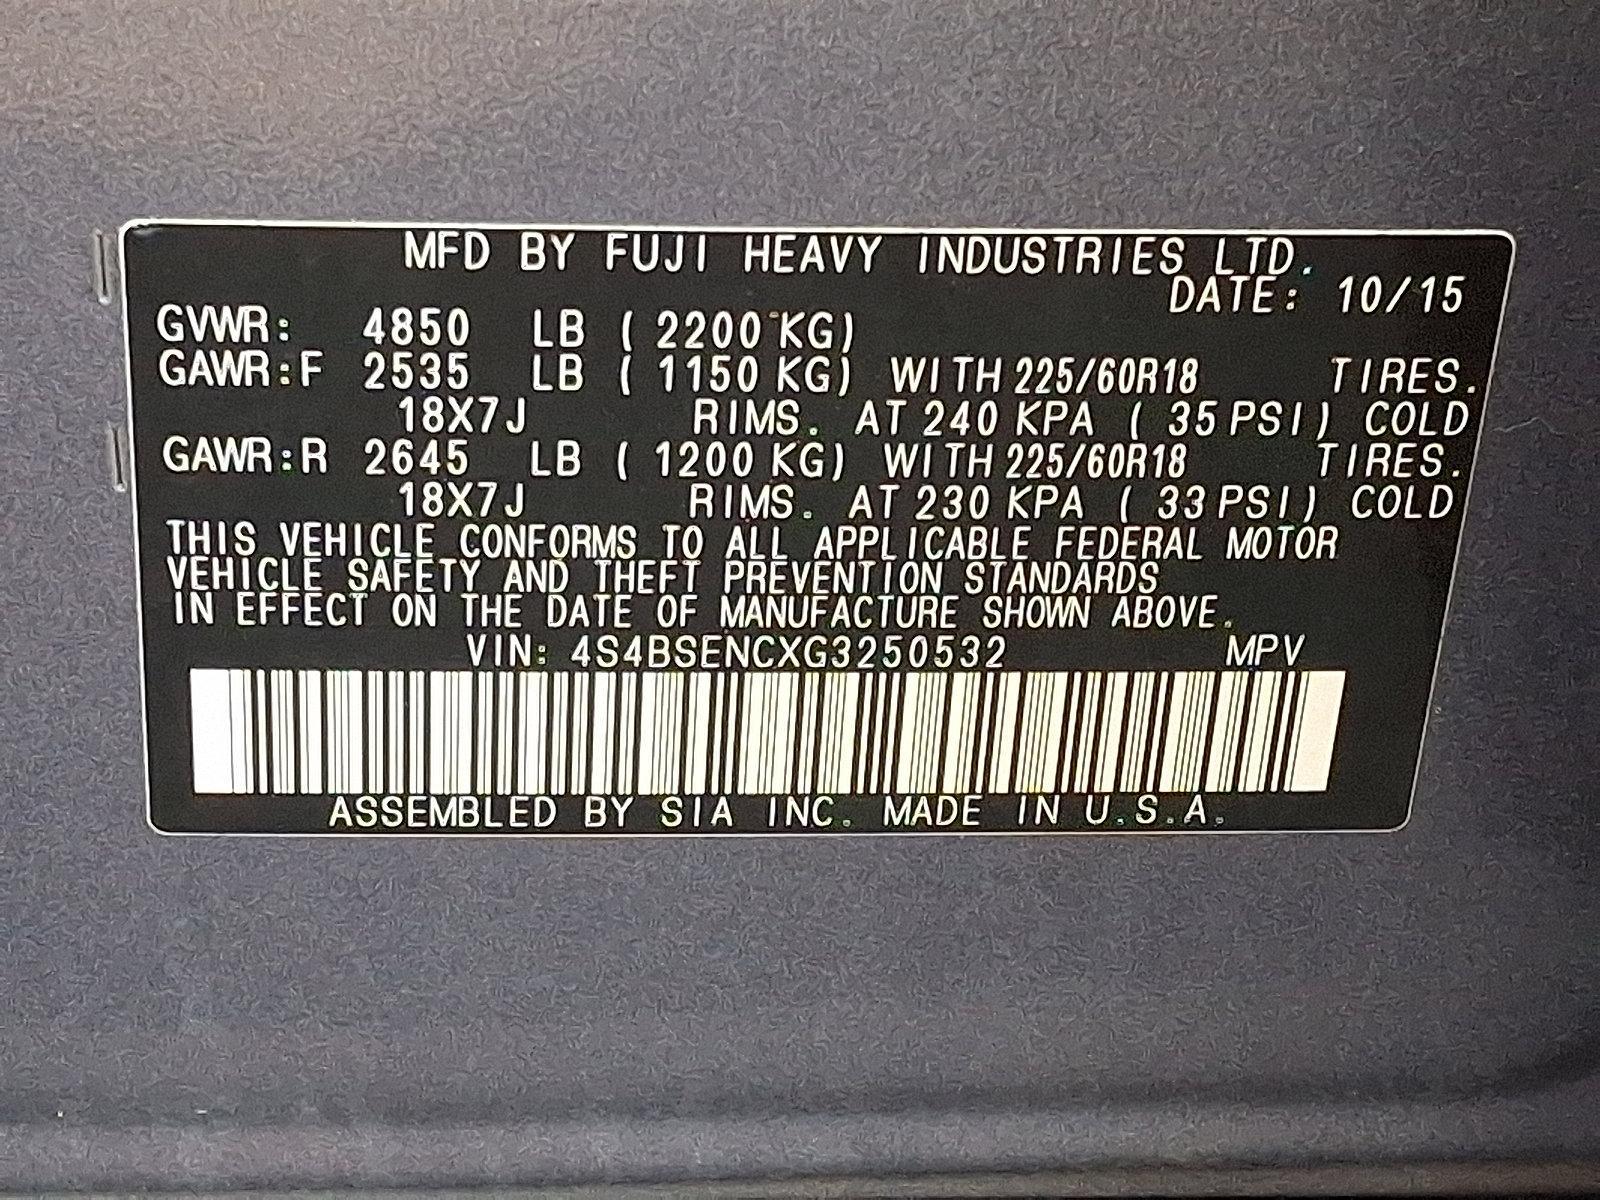 MFD BY FUJI HEAVY INDUSTRIES LTD.
DATE: 10/15
GVWR: 4850 LB ( 2200 KG)
GAWR:F 2535 LB ( 1150 KG) WITH 225/60R18 TIRES.
18X7J RIMS. AT 240 KPA ( 35 PSI) COLD
GAWR:R 2645 LB ( 1200 KG) WITH 225/60R18 TIRES.
18X7J RIMS. AT 230 KPA ( 33 PSI) COLD
THIS VEHICLE CONFORMS TO ALL APPLICABLE FEDERAL MOTOR
VEHICLE SAFETY AND THEFT PREVENTION STANDARDS
IN EFFECT ON THE DATE OF MANUFACTURE SHOWN ABOVE.
VIN: 4S4BSENCXG3250532 MPV
ASSEMBLED BY SIA INC. MADE IN U.S.A.